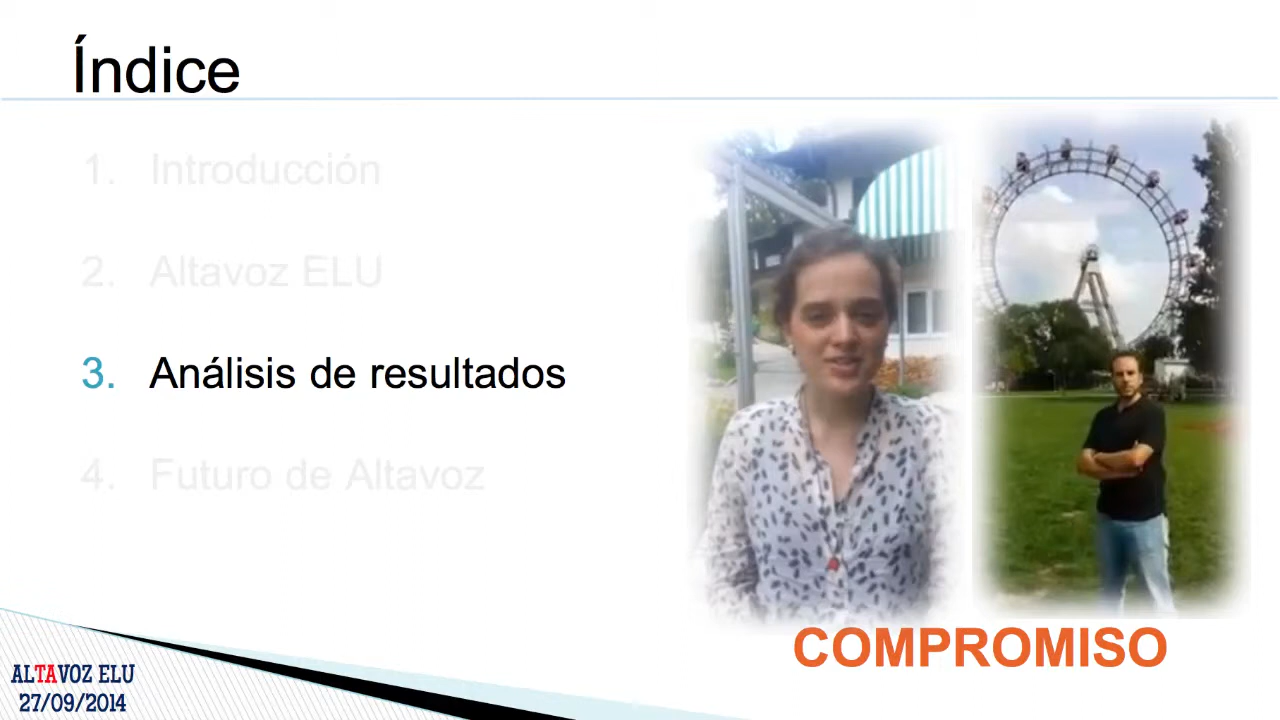 Índice
1. Introducción
2. Altavoz ELU
3. Análisis de resultados
4. Futuro de Altavoz
COMPROMISO
ALTAVOZ ELU
27/09/2014